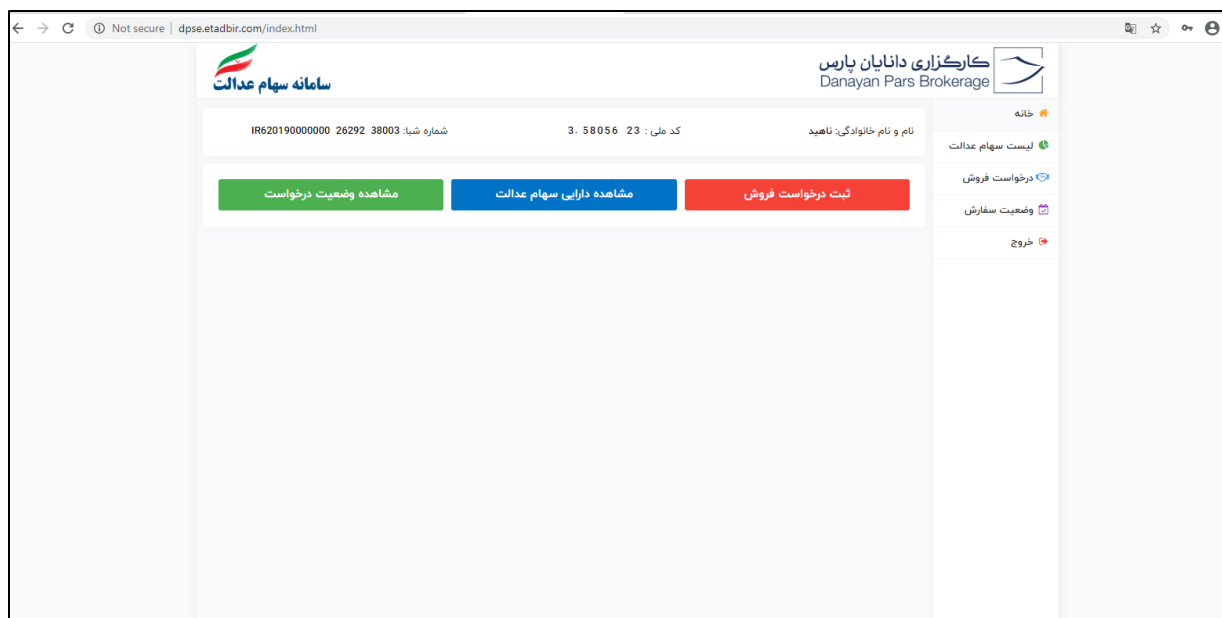 Not secure | dpse.etadbir.com/index.html
کارگزاری دانایان پارس
Danayan Pars Brokerage
سامانه سهام عدالت
خانه
لیست سهام عدالت
درخواست فروش
وضعیت سفارش
خروج
نام و نام خانوادگی: ناهید
کد ملی : 23 58056 .3
شماره شبا: IR620190000000 26292 38003
ثبت درخواست فروش
مشاهده دارایی سهام عدالت
مشاهده وضعیت درخواست